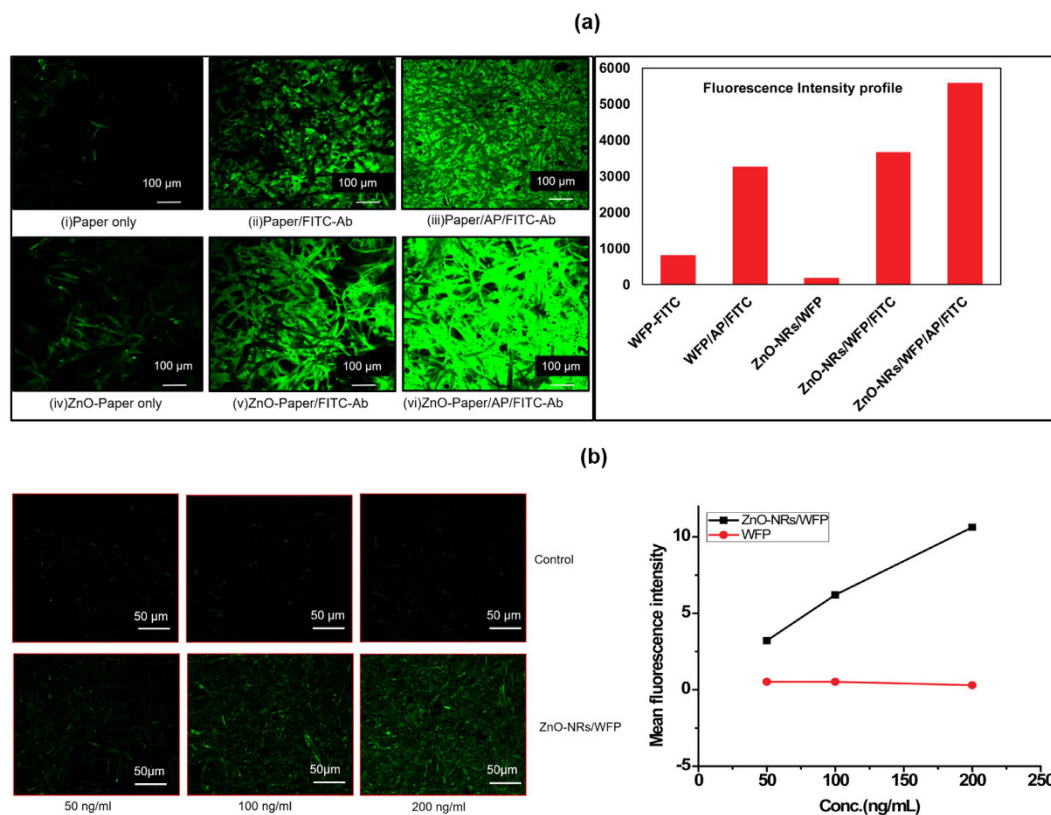 (a)
100 µm
100 µm
100 µm
(i)Paper only
(ii)Paper/FITC-Ab
(iii)Paper/AP/FITC-Ab
100 µm
100 µm
100 µm
(iv)ZnO-Paper only
(v)ZnO-Paper/FITC-Ab
(vi)ZnO-Paper/AP/FITC-Ab
Fluorescence Intensity profile
6000
5000
4000
3000
2000
1000
0
WFP-FITC
WFP/AP/FITC
ZnO-NRs/WFP
ZnO-NRs/WFP/FITC
ZnO-NRs/WFP/AP/FITC
(b)
50 µm
50 µm
50 µm
Control
50µm
50µm
50µm
ZnO-NRs/WFP
50 ng/ml
100 ng/ml
200 ng/ml
ZnO-NRs/WFP
WFP
Mean fluorescence intensity
10
5
0
-5
0
50
100
150
200
250
Conc.(ng/mL)